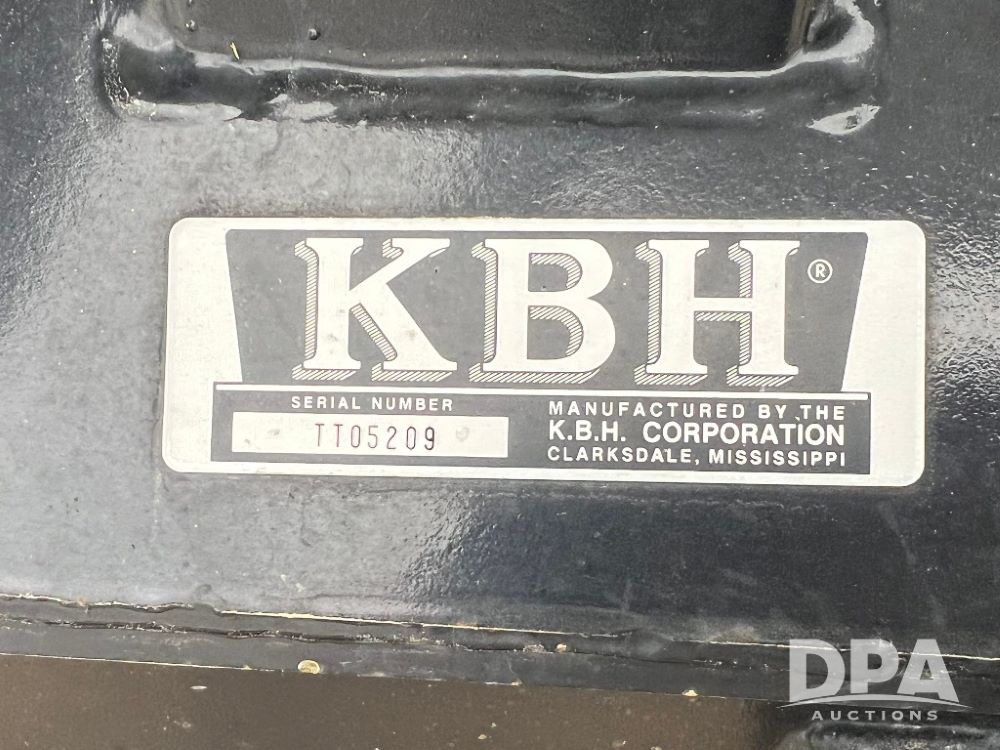 KBH®
SERIAL NUMBER
TT05209
MANUFACTURED BY THE
K.B.H. CORPORATION
CLARKSDALE, MISSISSIPPI
DPA
AUCTIONS